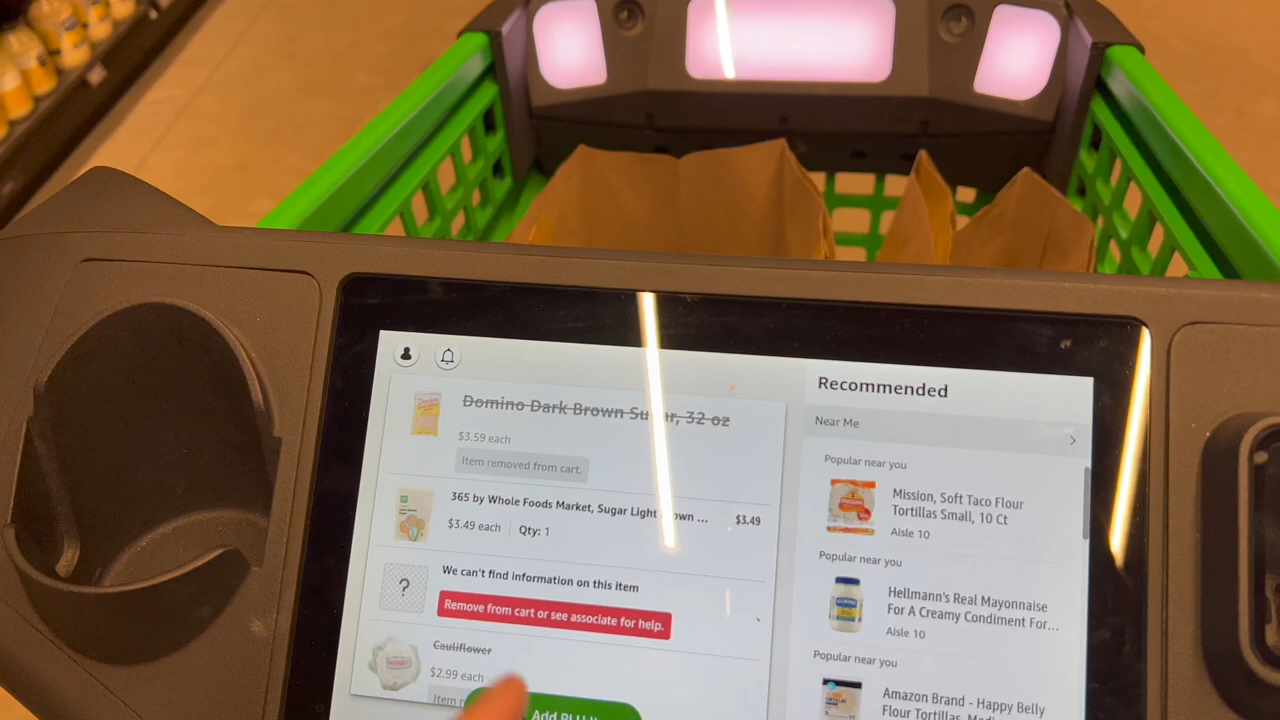 Domino Dark Brown Sugar, 32 oz
$3.59 each
Item removed from cart.
365 by Whole Foods Market, Sugar Light Brown ...
$3.49
$3.49 each
Qty: 1
?
We can't find information on this item
Remove from cart or see associate for help.
Cauliflower
$2.99 each
Item
Add PLU
Recommended
Near Me
Popular near you
Mission, Soft Taco Flour
Tortillas Small, 10 Ct
Aisle 10
Popular near you
Hellmann's Real Mayonnaise
For A Creamy Condiment For...
Aisle 10
Popular near you
Amazon Brand - Happy Belly
Flour Tortillas,